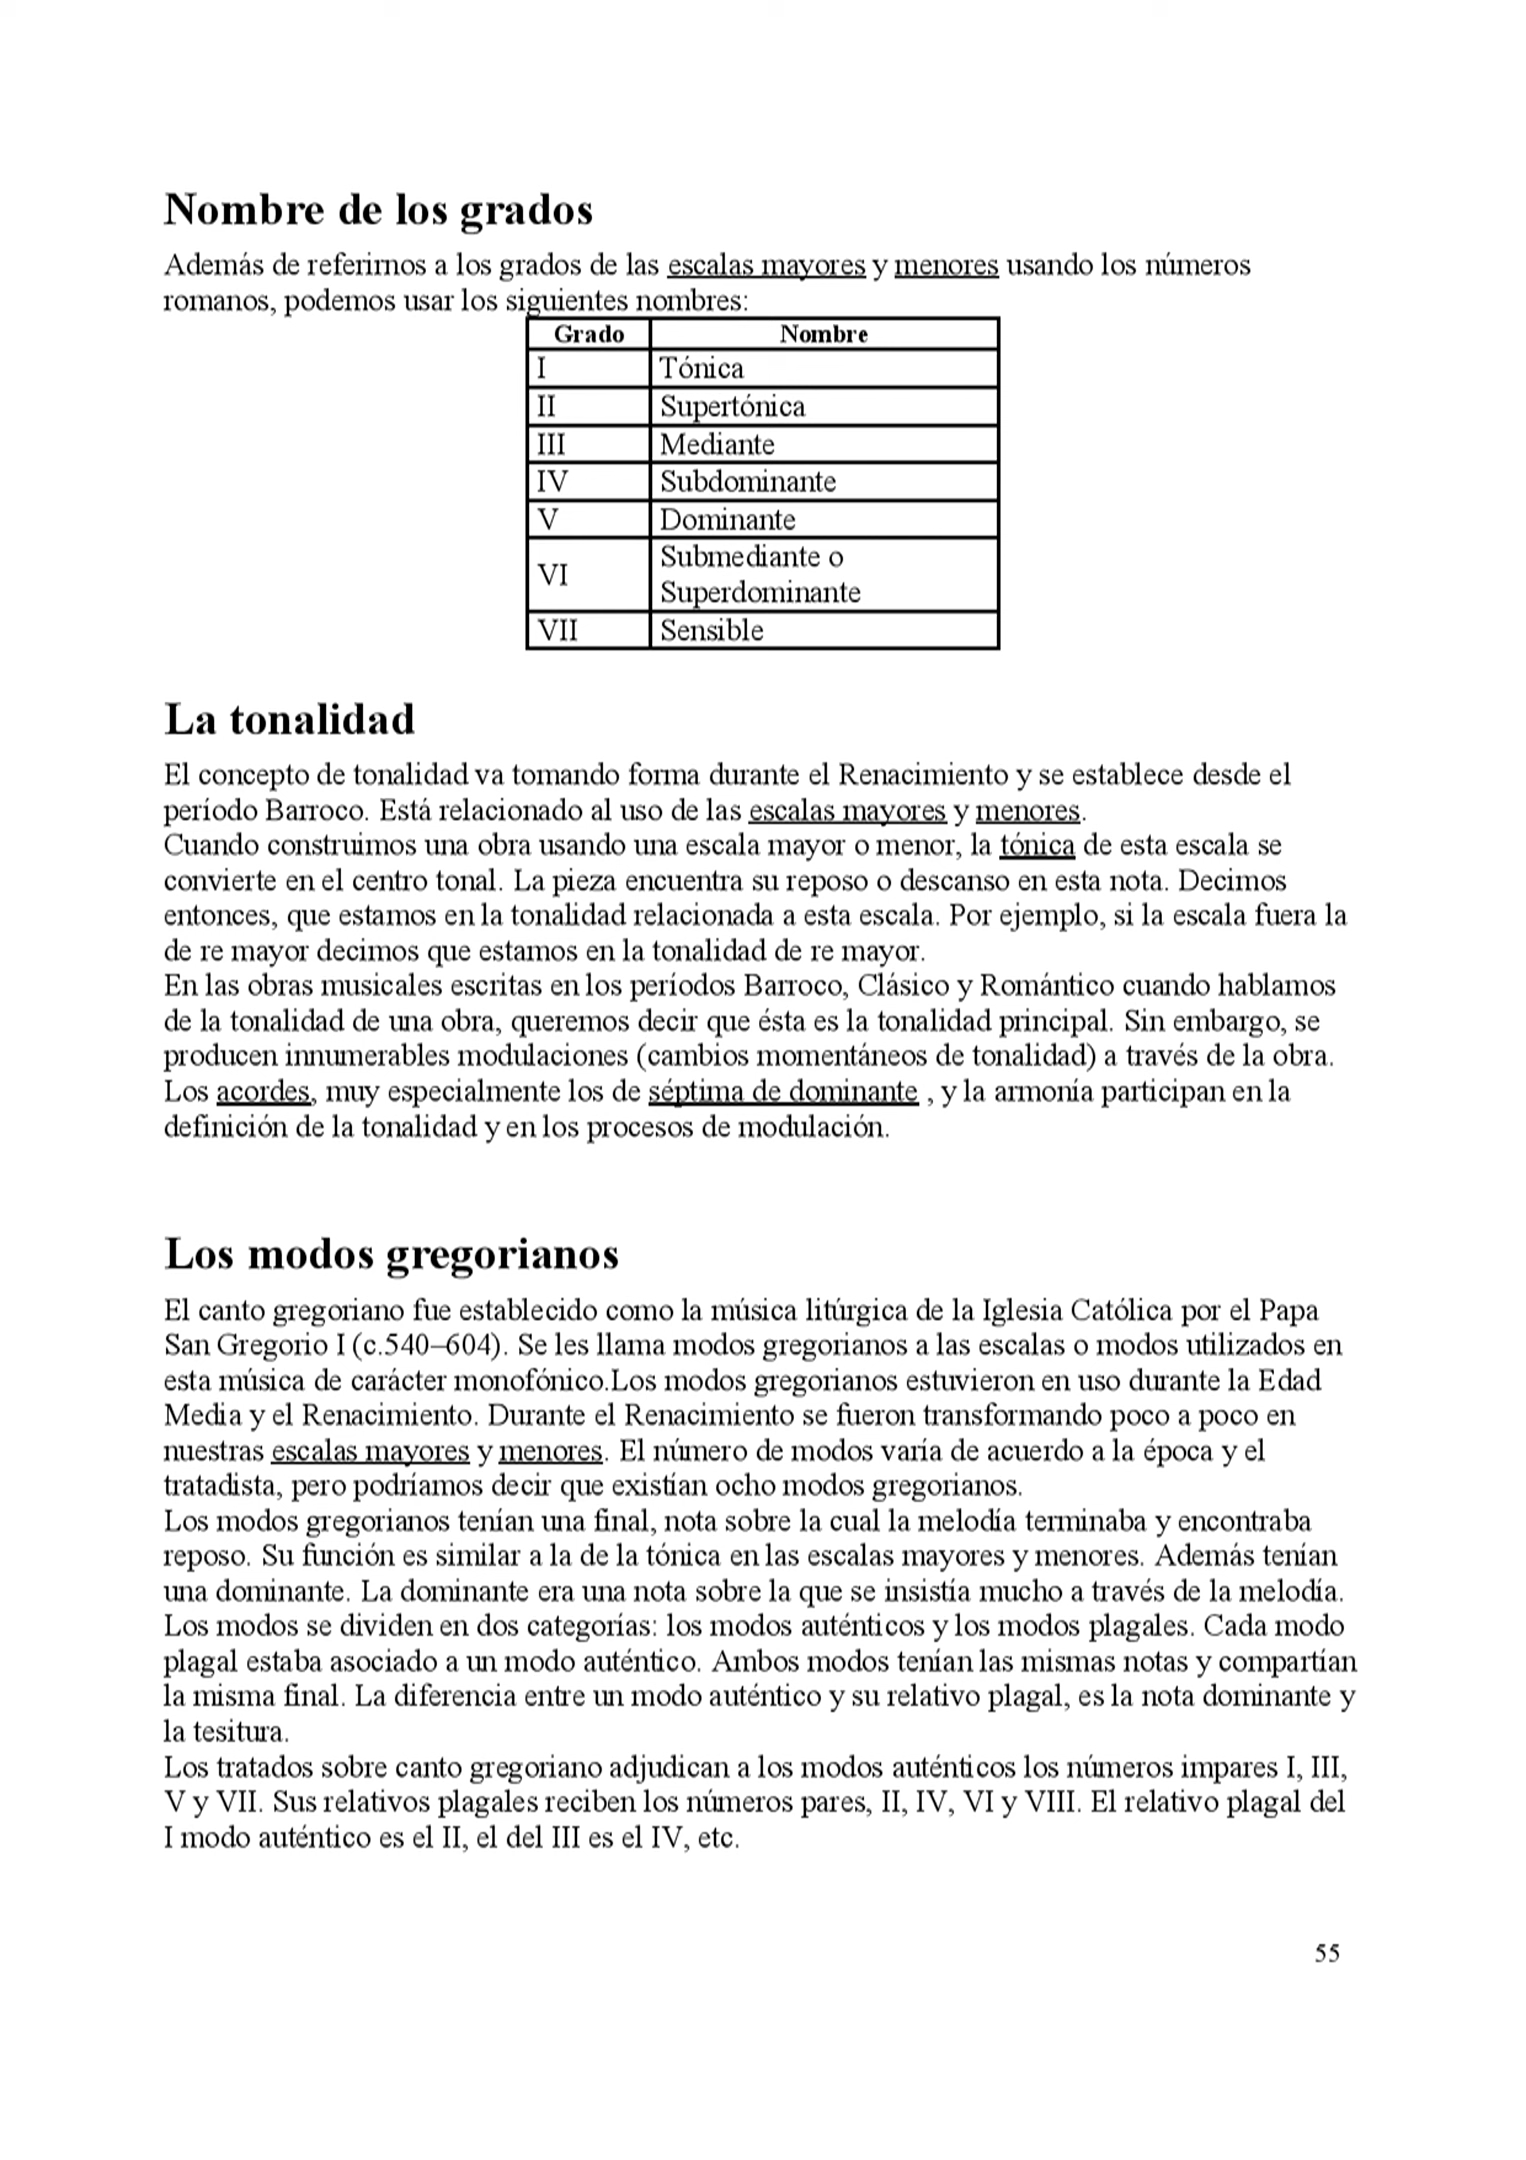 Nombre de los grados
Además de referirnos a los grados de las escalas mayores y menores usando los números
romanos, podemos usar los siguientes nombres:
Grado Nombre
I Tónica
II Supertónica
III Mediante
IV Subdominante
V Dominante
VI Submediante o
Superdominante
VII Sensible
La tonalidad
El concepto de tonalidad va tomando forma durante el Renacimiento y se establece desde el
período Barroco. Está relacionado al uso de las escalas mayores y menores.
Cuando construimos una obra usando una escala mayor o menor, la tónica de esta escala se
convierte en el centro tonal. La pieza encuentra su reposo o descanso en esta nota. Decimos
entonces, que estamos en la tonalidad relacionada a esta escala. Por ejemplo, si la escala fuera la
de re mayor decimos que estamos en la tonalidad de re mayor.
En las obras musicales escritas en los períodos Barroco, Clásico y Romántico cuando hablamos
de la tonalidad de una obra, queremos decir que ésta es la tonalidad principal. Sin embargo, se
producen innumerables modulaciones (cambios momentáneos de tonalidad) a través de la obra.
Los acordes, muy especialmente los de séptima de dominante , y la armonía participan en la
definición de la tonalidad y en los procesos de modulación.
Los modos gregorianos
El canto gregoriano fue establecido como la música litúrgica de la Iglesia Católica por el Papa
San Gregorio I (c.540–604). Se les llama modos gregorianos a las escalas o modos utilizados en
esta música de carácter monofónico.Los modos gregorianos estuvieron en uso durante la Edad
Media y el Renacimiento. Durante el Renacimiento se fueron transformando poco a poco en
nuestras escalas mayores y menores. El número de modos varía de acuerdo a la época y el
tratadista, pero podríamos decir que existían ocho modos gregorianos.
Los modos gregorianos tenían una final, nota sobre la cual la melodía terminaba y encontraba
reposo. Su función es similar a la de la tónica en las escalas mayores y menores. Además tenían
una dominante. La dominante era una nota sobre la que se insistía mucho a través de la melodía.
Los modos se dividen en dos categorías: los modos auténticos y los modos plagales. Cada modo
plagal estaba asociado a un modo auténtico. Ambos modos tenían las mismas notas y compartían
la misma final. La diferencia entre un modo auténtico y su relativo plagal, es la nota dominante y
la tesitura.
Los tratados sobre canto gregoriano adjudican a los modos auténticos los números impares I, III,
V y VII. Sus relativos plagales reciben los números pares, II, IV, VI y VIII. El relativo plagal del
I modo auténtico es el II, el del III es el IV, etc.
55